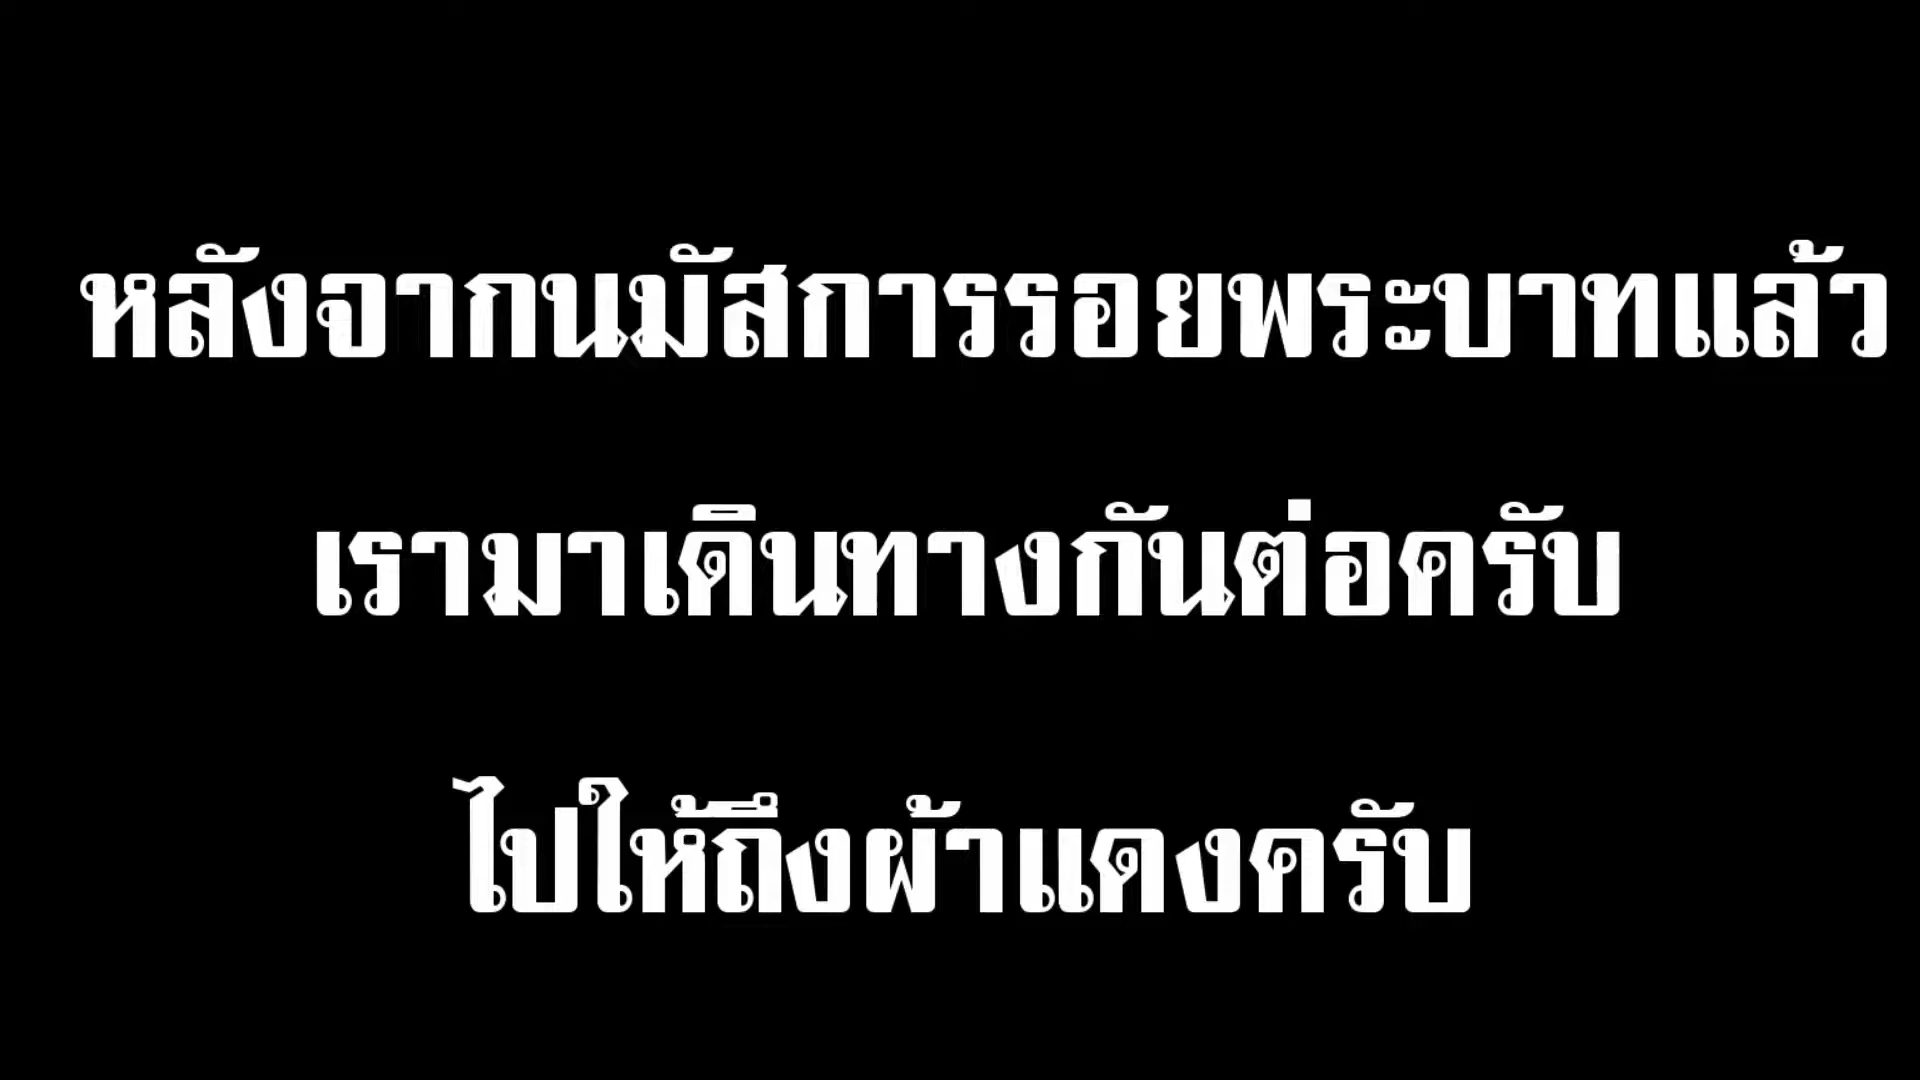 หลังจากนมัสการรอยพระบาทแล้ว
เรามาเดินทางกันต่อครับ
ไปให้ถึงผ้าแดงครับ